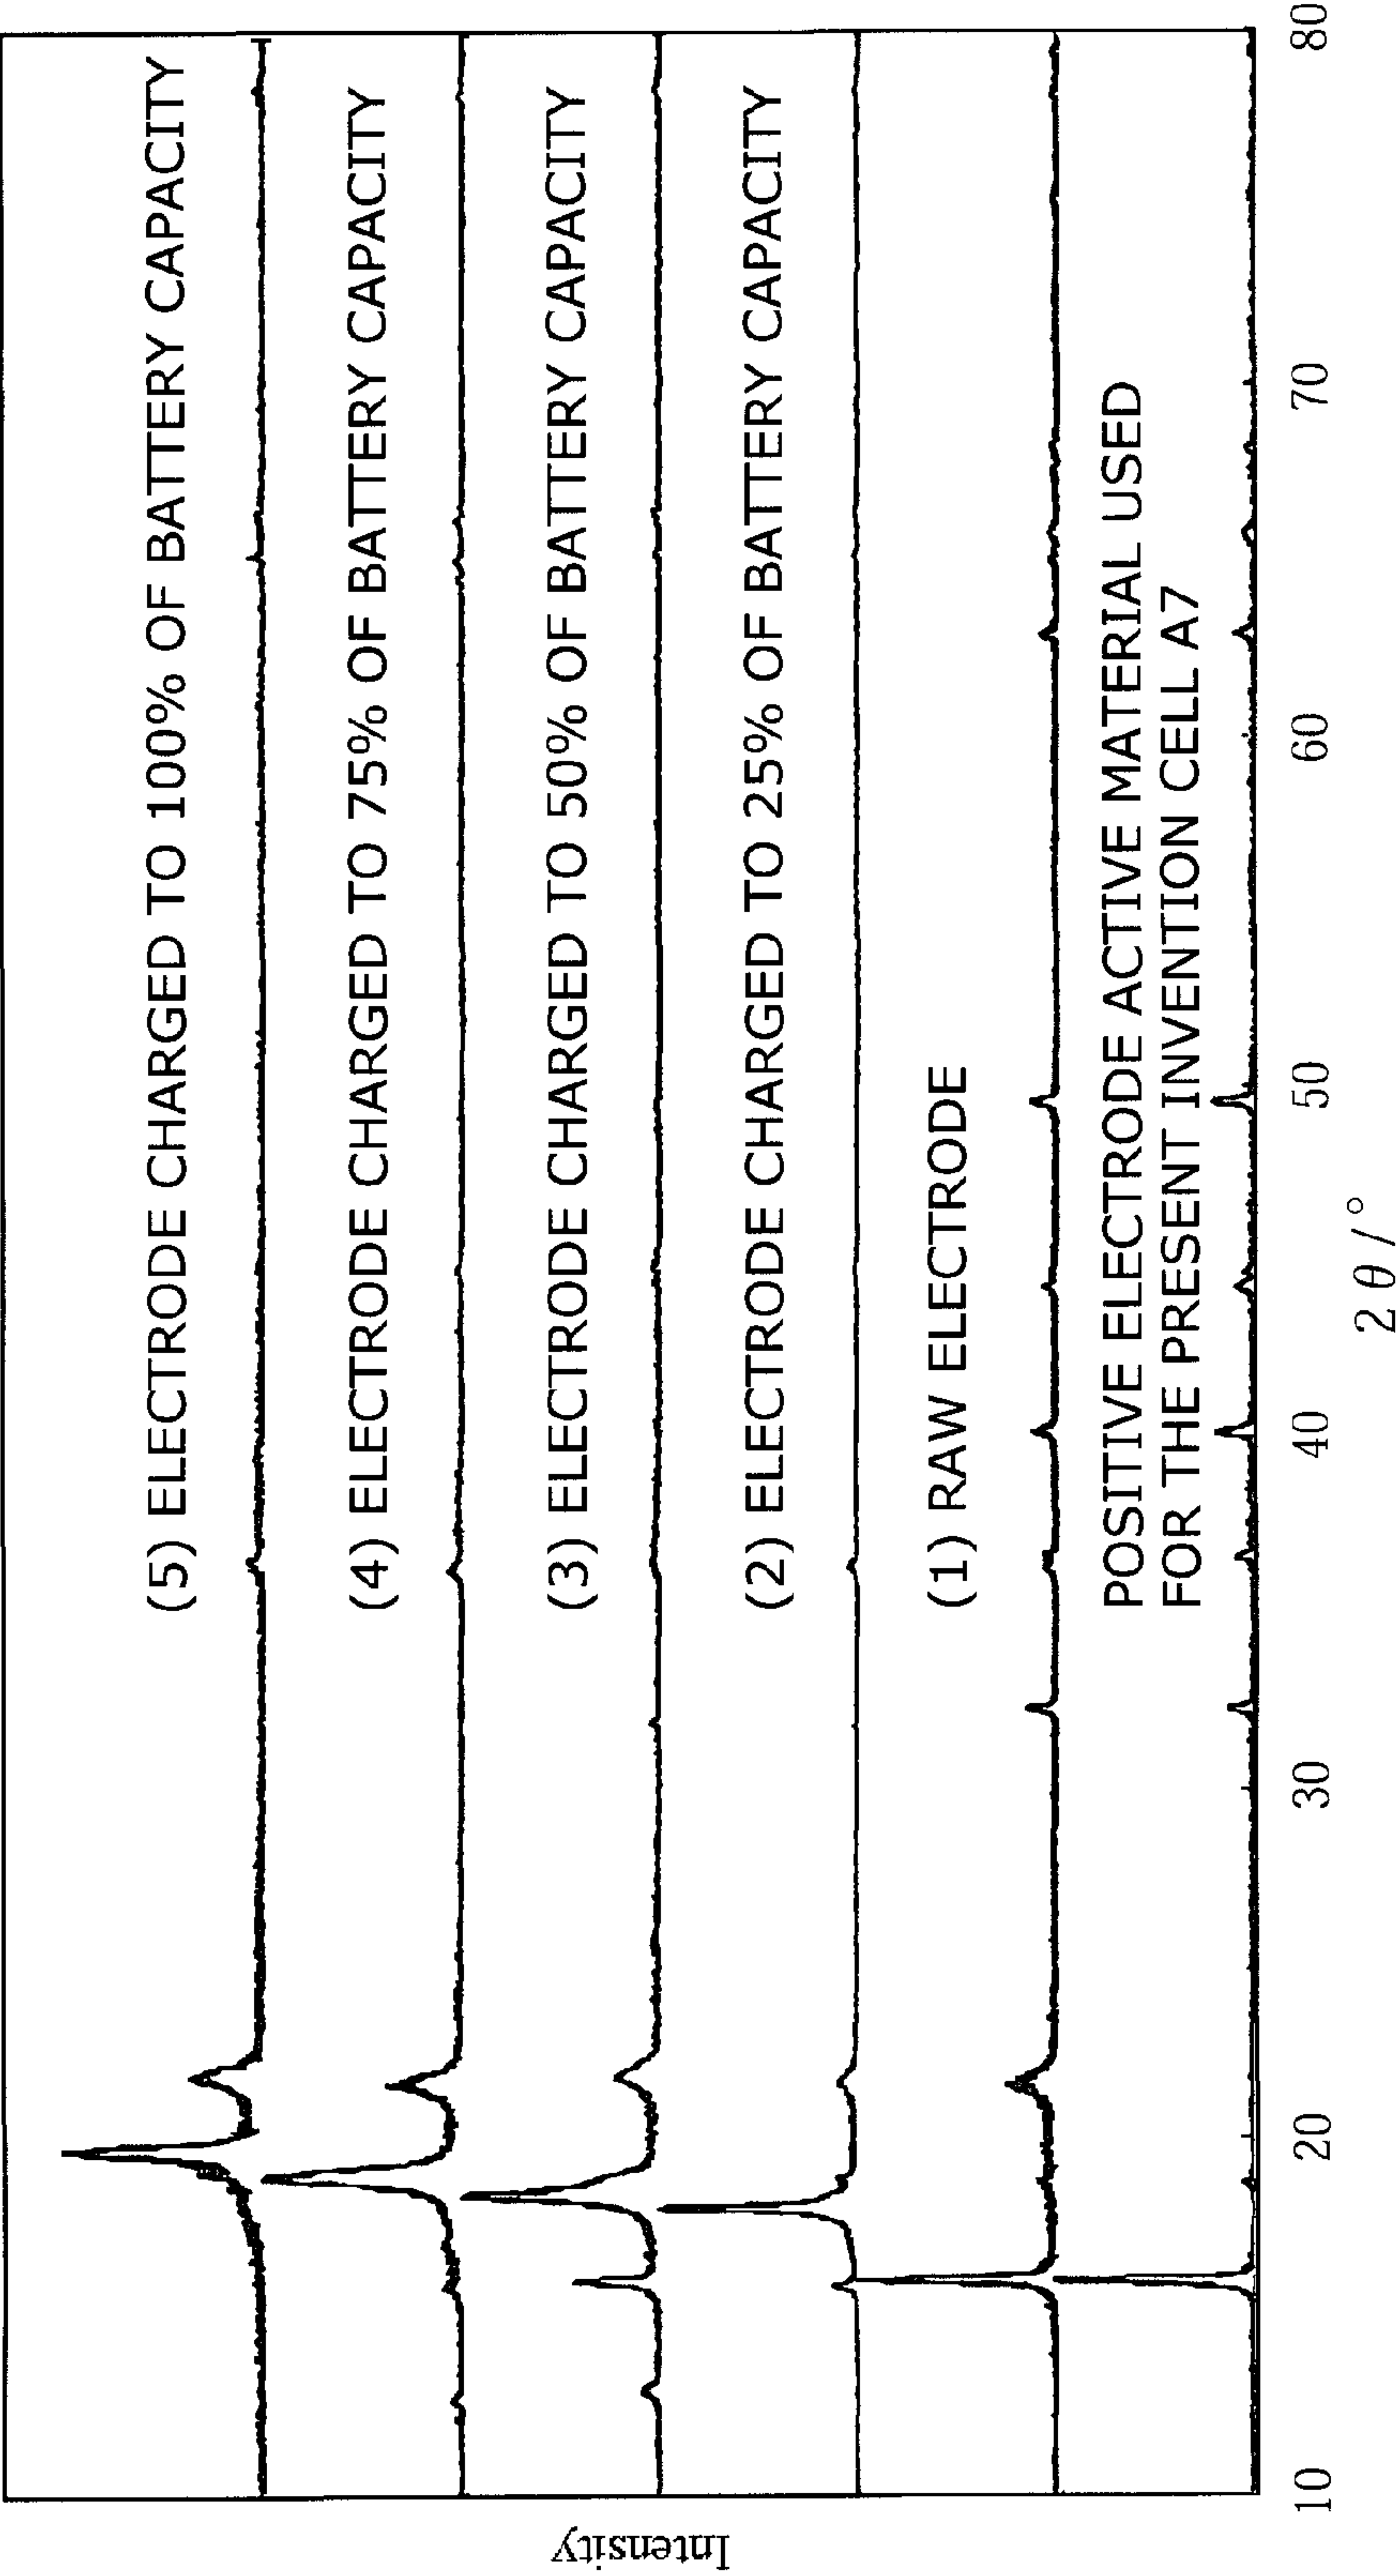 (5) ELECTRODE CHARGED TO 100% OF BATTERY CAPACITY
(4) ELECTRODE CHARGED TO 75% OF BATTERY CAPACITY
(3) ELECTRODE CHARGED TO 50% OF BATTERY CAPACITY
(2) ELECTRODE CHARGED TO 25% OF BATTERY CAPACITY
(1) RAW ELECTRODE
POSITIVE ELECTRODE ACTIVE MATERIAL USED
FOR THE PRESENT INVENTION CELL A7
Intensity
10 20 30 40 50 60 70 80
2 θ / °